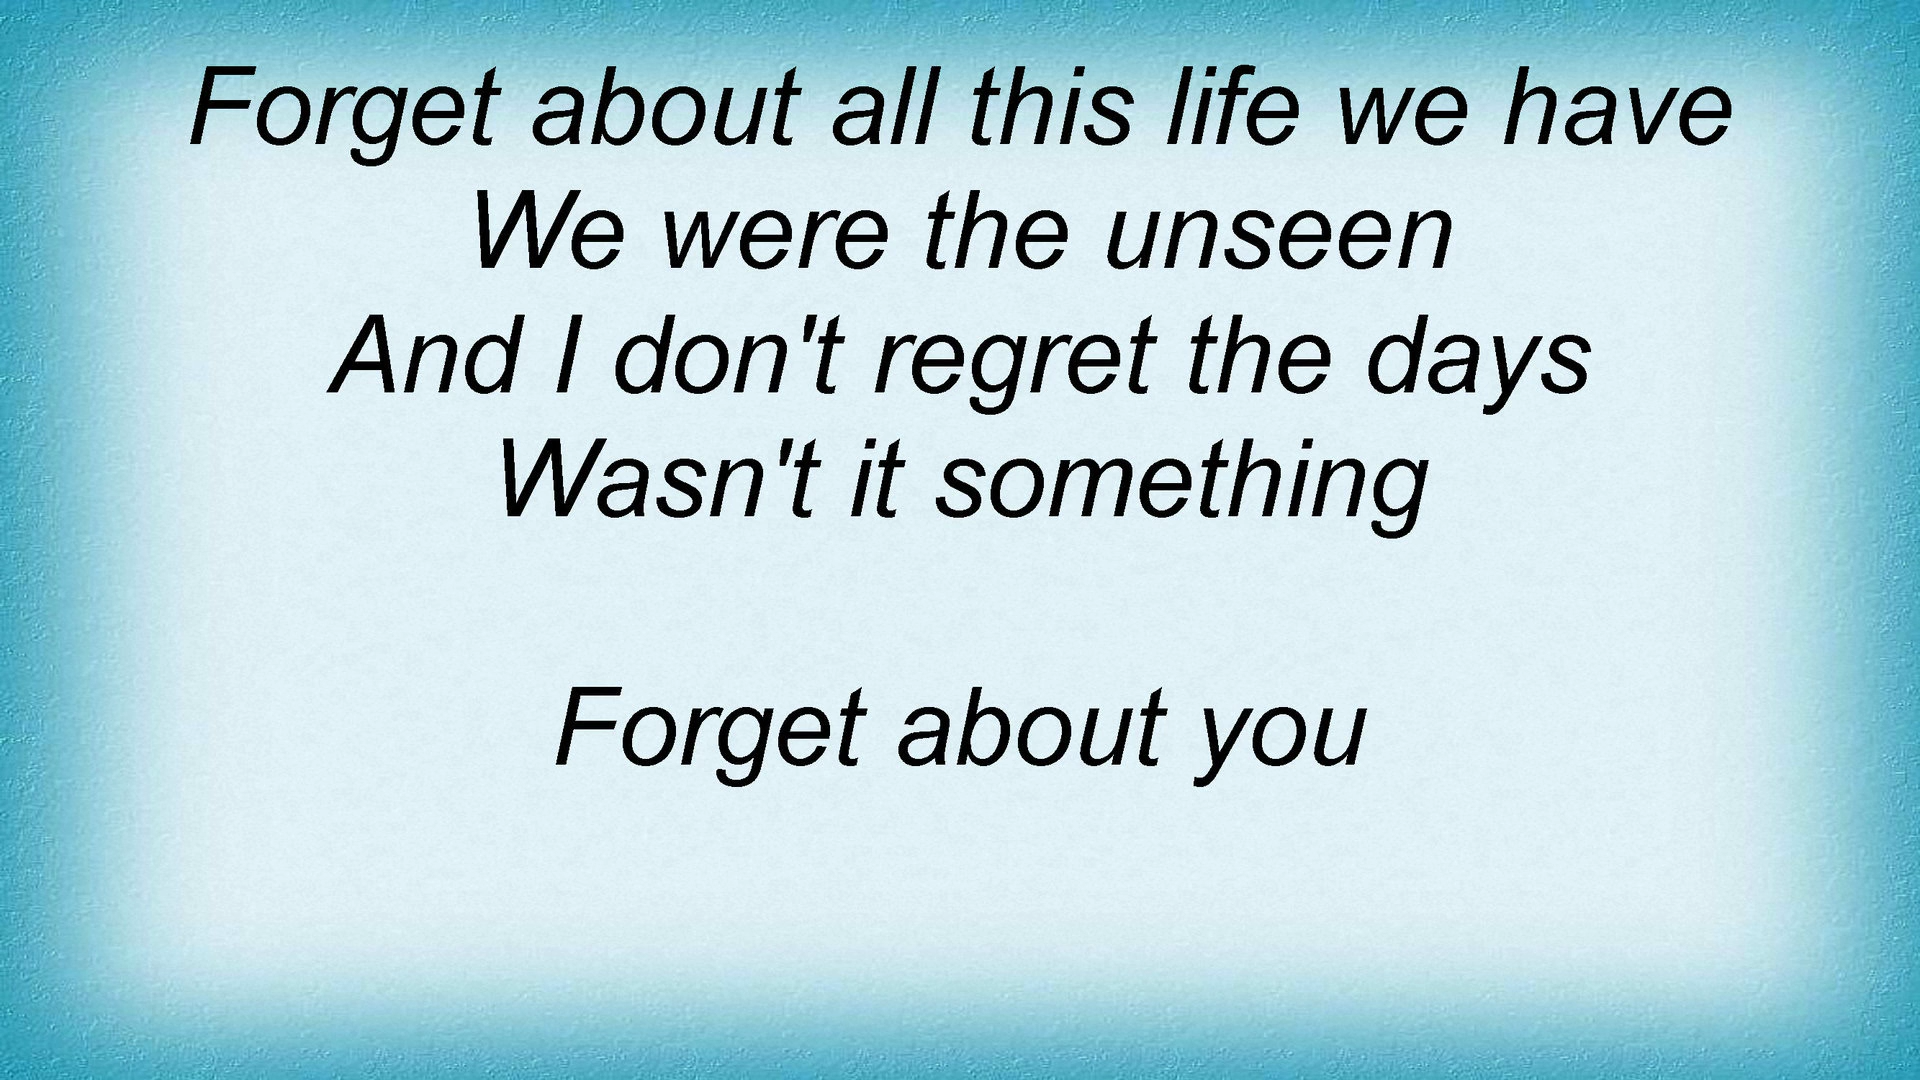 Forget about all this life we have
We were the unseen
And I don't regret the days
Wasn't it something
Forget about you